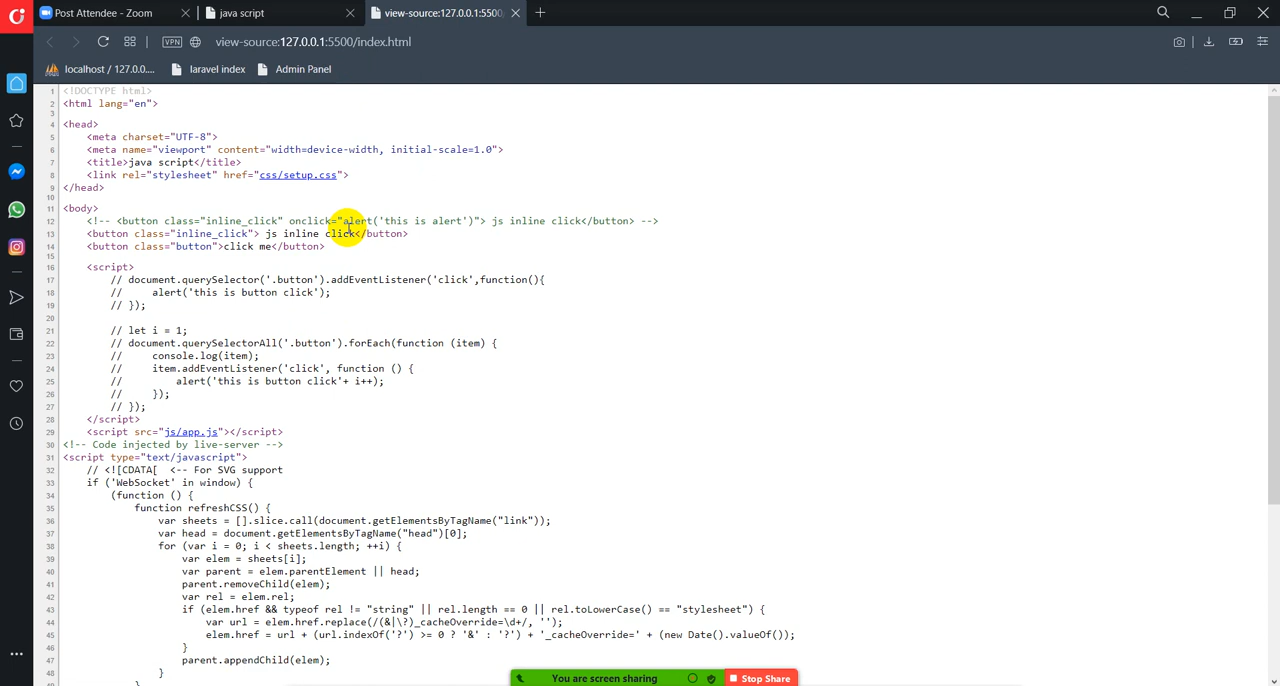 Post Attendee - Zoom
java script
view-source:127.0.0.1:5500
VPN
view-source:127.0.0.1:5500/index.html
localhost / 127.0.0....
laravel index
Admin Panel
1 <!DOCTYPE html>
2 <html lang="en">
3
4 <head>
5 <meta charset="UTF-8">
6 <meta name="viewport" content="width=device-width, initial-scale=1.0">
7 <title>java script</title>
8 <link rel="stylesheet" href="css/setup.css">
9 </head>
10
11 <body>
12 <!-- <button class="inline_click" onclick="alert('this is alert')"> js inline click</button> -->
13 <button class="inline_click"> js inline click</button>
14 <button class="button">click me</button>
15
16 <script>
17 // document.querySelector('.button').addEventListener('click',function(){
18 // alert('this is button click');
19 // });
20
21 // let i = 1;
22 // document.querySelectorAll('.button').forEach(function (item) {
23 // console.log(item);
24 // item.addEventListener('click', function () {
25 // alert('this is button click'+ i++);
26 // });
27 // });
28 </script>
29 <script src="js/app.js"></script>
30 <!-- Code injected by live-server -->
31 <script type="text/javascript">
32 // <![CDATA[ <-- For SVG support
33 if ('WebSocket' in window) {
34 (function () {
35 function refreshCSS() {
36 var sheets = [].slice.call(document.getElementsByTagName("link"));
37 var head = document.getElementsByTagName("head")[0];
38 for (var i = 0; i < sheets.length; ++i) {
39 var elem = sheets[i];
40 var parent = elem.parentElement || head;
41 parent.removeChild(elem);
42 var rel = elem.rel;
43 if (elem.href && typeof rel != "string" || rel.length == 0 || rel.toLowerCase() == "stylesheet") {
44 var url = elem.href.replace(/(&|\?)_cacheOverride=\d+/, '');
45 elem.href = url + (url.indexOf('?') >= 0 ? '&' : '?') + '_cacheOverride=' + (new Date().valueOf());
46 }
47 parent.appendChild(elem);
48 }
You are screen sharing
Stop Share